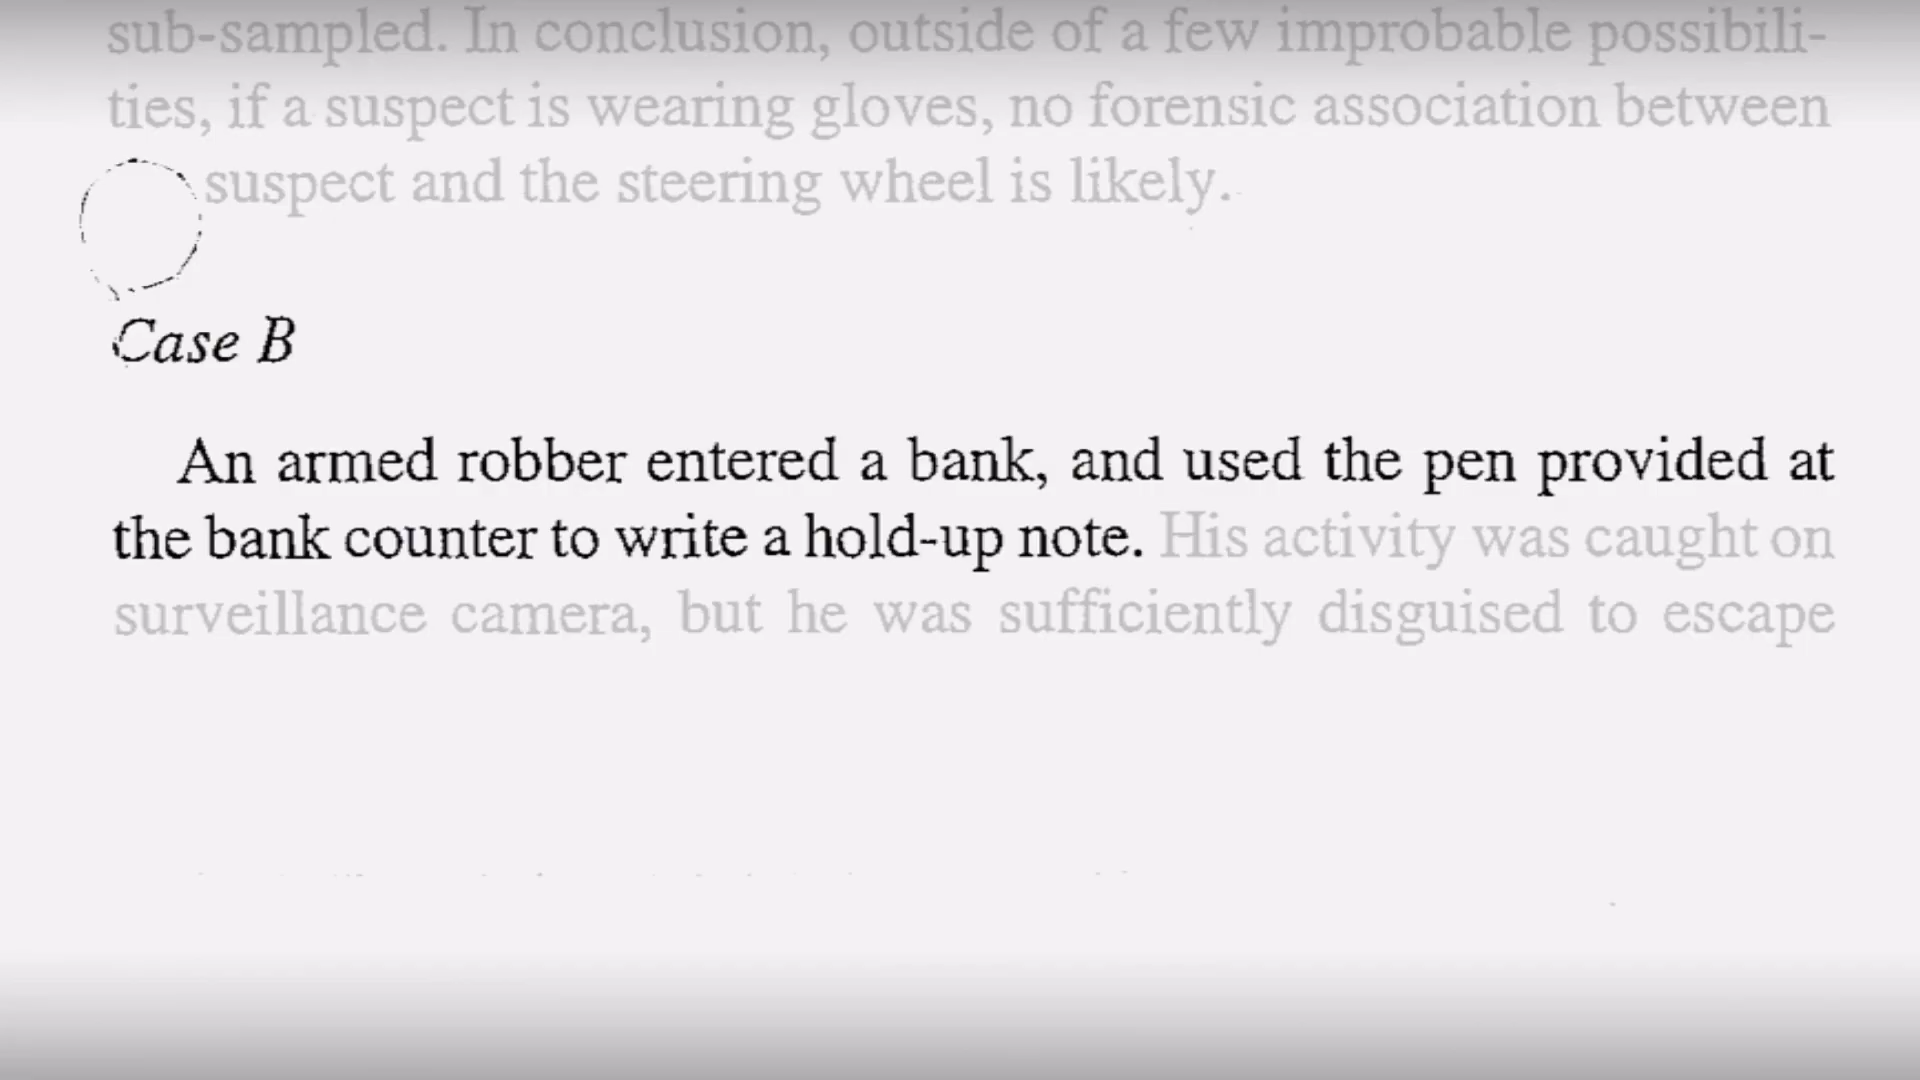 sub-sampled. In conclusion, outside of a few improbable possibili-
ties, if a suspect is wearing gloves, no forensic association between
suspect and the steering wheel is likely.
Case B
An armed robber entered a bank, and used the pen provided at
the bank counter to write a hold-up note. His activity was caught on
surveillance camera, but he was sufficiently disguised to escape